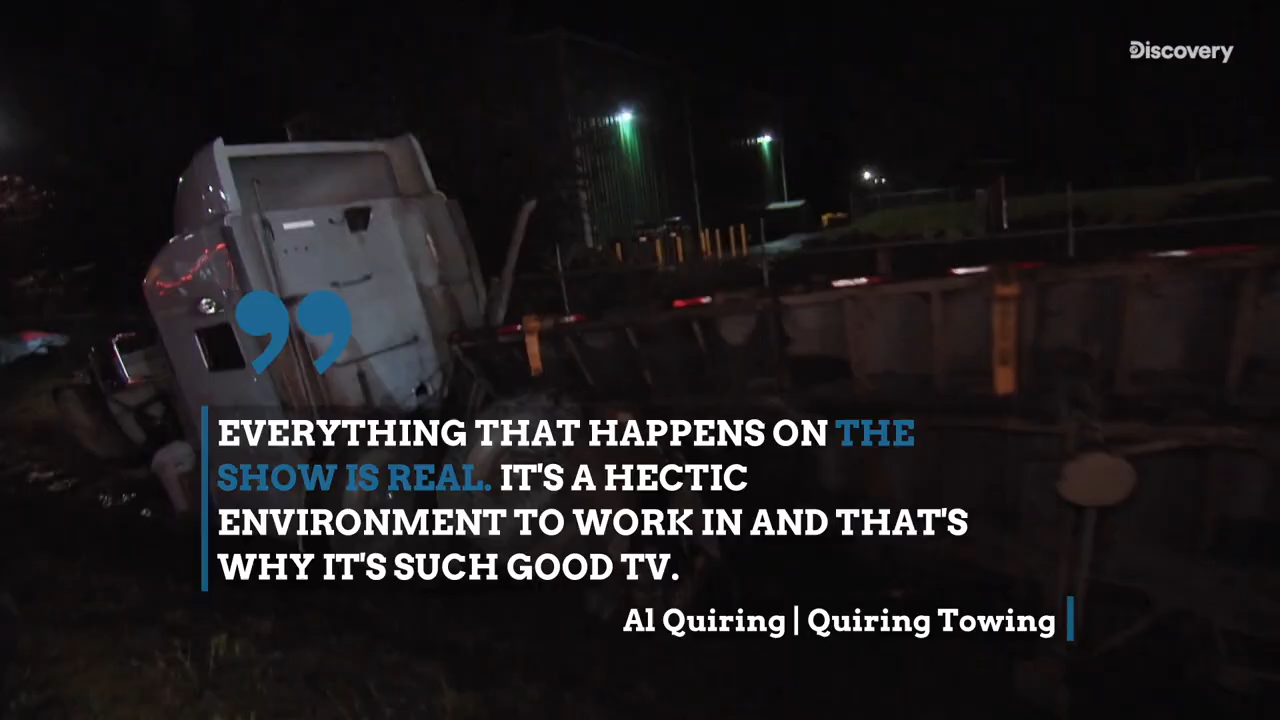 Discovery
”
EVERYTHING THAT HAPPENS ON THE
SHOW IS REAL. IT'S A HECTIC
ENVIRONMENT TO WORK IN AND THAT'S
WHY IT'S SUCH GOOD TV.
Al Quiring | Quiring Towing